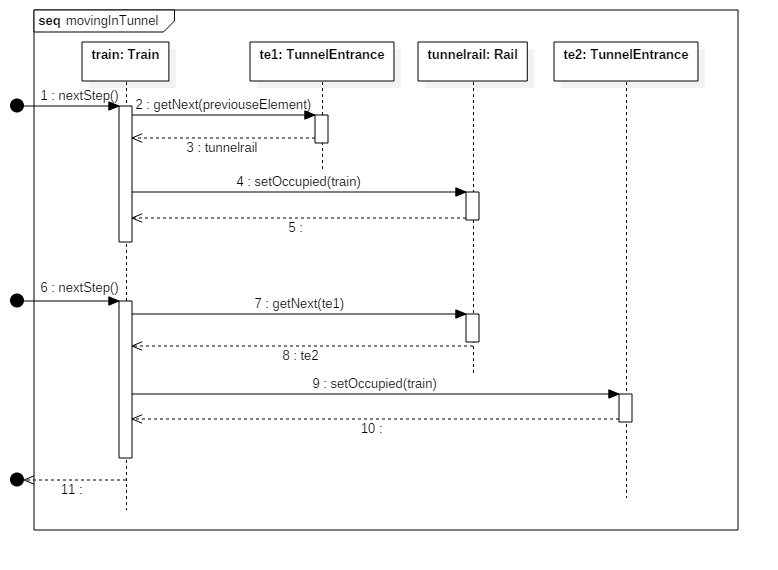 seq movingInTunnel
train: Train
te1: TunnelEntrance
tunnelrail: Rail
te2: TunnelEntrance
1 : nextStep()
2 : getNext(previouseElement)
3 : tunnelrail
4 : setOccupied(train)
5 :
6 : nextStep()
7 : getNext(te1)
8 : te2
9 : setOccupied(train)
10 :
11 :